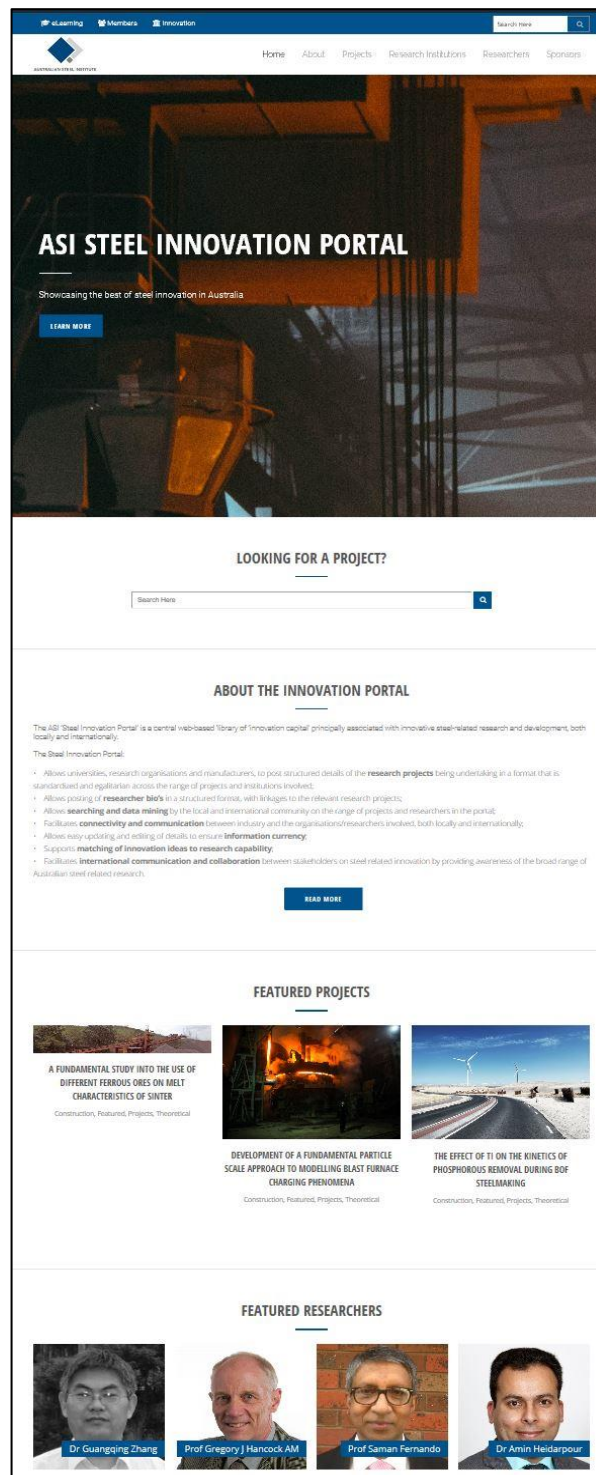 eLearning Members Innovation
Search Here
AUSTRALIAN STEEL INSTITUTE
Home About Projects Research Institutions Researchers Sponsors
ASI STEEL INNOVATION PORTAL
Showcasing the best of steel innovation in Australia
LEARN MORE
LOOKING FOR A PROJECT?
Search Here
ABOUT THE INNOVATION PORTAL
The ASI 'Steel Innovation Portal' is a central web-based 'library of 'innovation capital' principally associated with innovative steel-related research and development, both
locally and internationally.
The Steel Innovation Portal:
• Allows universities, research organisations and manufacturers, to post structured details of the research projects being undertaking in a format that is
standardized and egalitarian across the range of projects and institutions involved;
• Allows posting of researcher bio's in a structured format, with linkages to the relevant research projects;
• Allows searching and data mining by the local and international community on the range of projects and researchers in the portal;
• Facilitates connectivity and communication between industry and the organisations/researchers involved, both locally and internationally;
• Allows easy updating and editing of details to ensure information currency;
• Supports matching of innovation ideas to research capability;
• Facilitates international communication and collaboration between stakeholders on steel related innovation by providing awareness of the broad range of
Australian steel related research.
READ MORE
FEATURED PROJECTS
A FUNDAMENTAL STUDY INTO THE USE OF
DIFFERENT FERROUS ORES ON MELT
CHARACTERISTICS OF SINTER
Construction, Featured, Projects, Theoretical
DEVELOPMENT OF A FUNDAMENTAL PARTICLE
SCALE APPROACH TO MODELLING BLAST FURNACE
CHARGING PHENOMENA
Construction, Featured, Projects, Theoretical
THE EFFECT OF TI ON THE KINETICS OF
PHOSPHOROUS REMOVAL DURING BOF
STEELMAKING
Construction, Featured, Projects, Theoretical
FEATURED RESEARCHERS
Dr Guangqing Zhang
Prof Gregory J Hancock AM
Prof Saman Fernando
Dr Amin Heidarpour